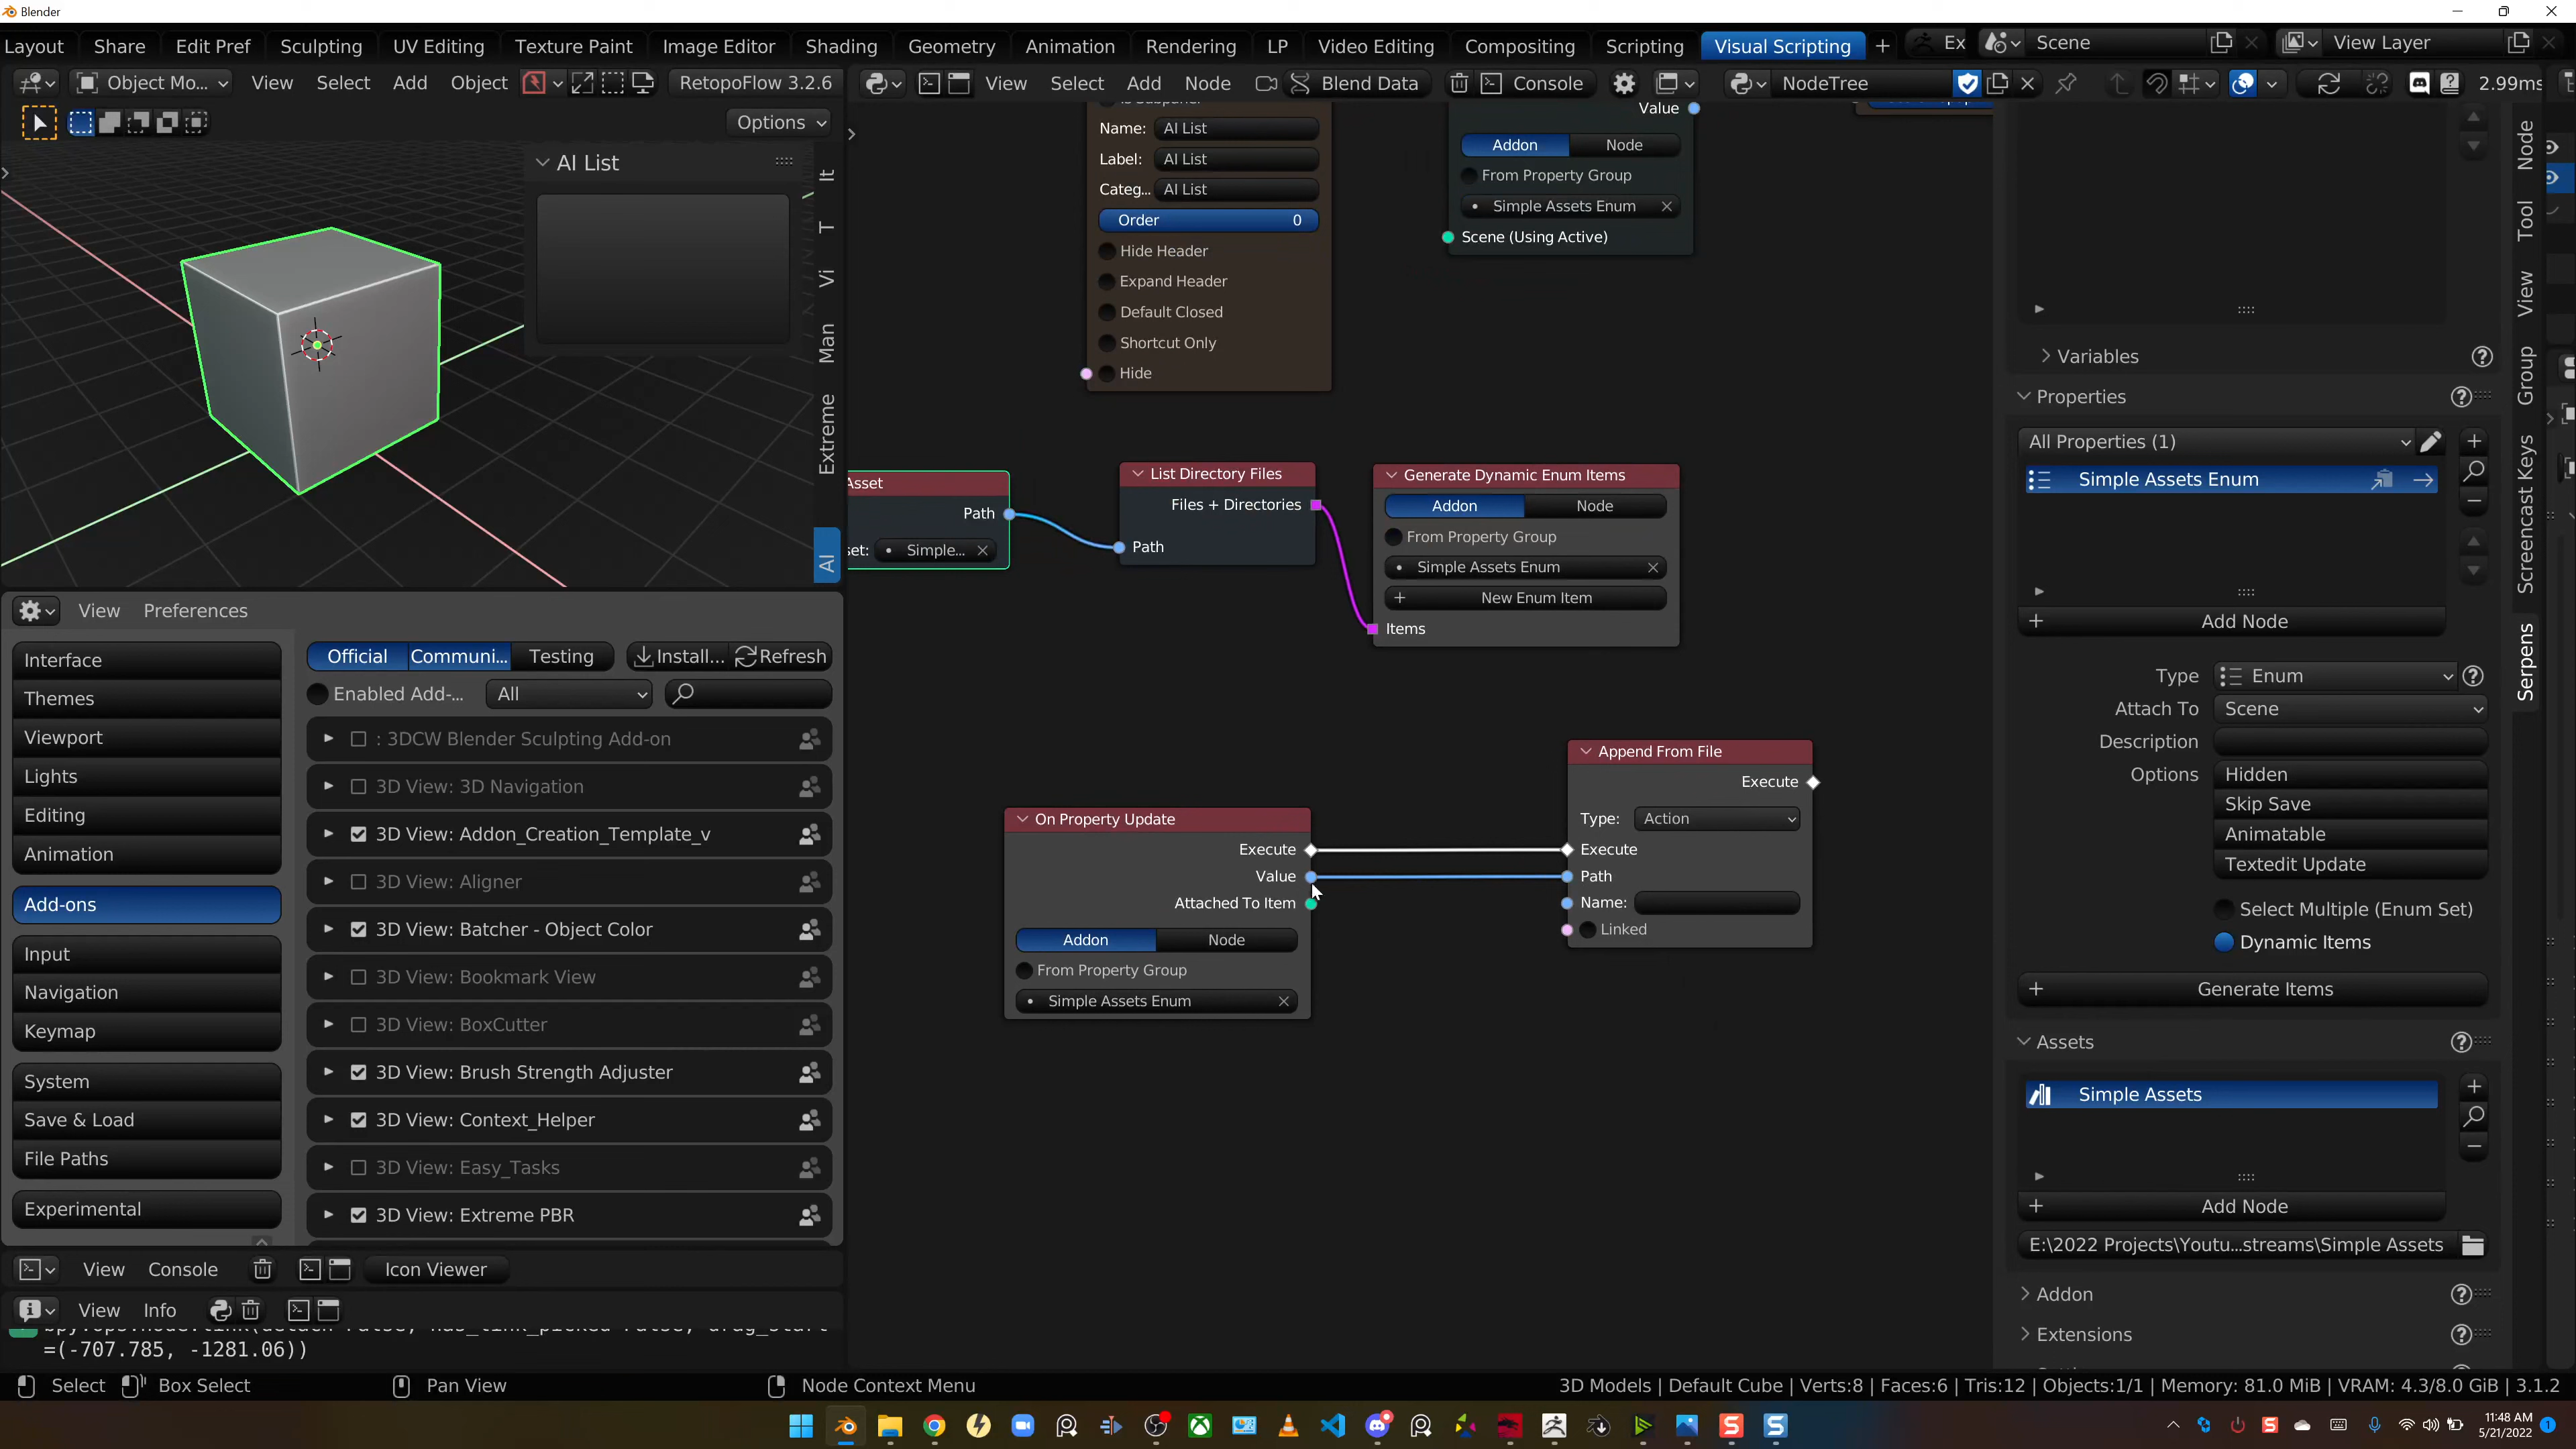 Blender
Layout Share Edit Pref Sculpting UV Editing Texture Paint Image Editor Shading Geometry Animation Rendering LP Video Editing Compositing Scripting Visual Scripting + Ex Scene View Layer
Object Mo... View Select Add Object RetopoFlow 3.2.6
View Select Add Node Blend Data Console NodeTree 2.99ms
Options
AI List
It
T
Vi
Man
Extreme
AI
Name: AI List
Label: AI List
Categ... AI List
Order 0
Hide Header
Expand Header
Default Closed
Shortcut Only
Hide
Value
Addon Node
From Property Group
Simple Assets Enum
Scene (Using Active)
Asset
Path
set: Simple...
List Directory Files
Files + Directories
Path
Generate Dynamic Enum Items
Addon Node
From Property Group
Simple Assets Enum
New Enum Item
Items
On Property Update
Execute
Value
Attached To Item
Addon Node
From Property Group
Simple Assets Enum
Append From File
Execute
Type: Action
Execute
Path
Name:
Linked
Variables
Properties
All Properties (1)
Simple Assets Enum
Add Node
Type Enum
Attach To Scene
Description
Options Hidden
Skip Save
Animatable
Textedit Update
Select Multiple (Enum Set)
Dynamic Items
Generate Items
Assets
Simple Assets
Add Node
E:\2022 Projects\Youtu...streams\Simple Assets
Addon
Extensions
Node
Tool
View
Group
Screencast Keys
Serpens
View Preferences
Interface
Themes
Viewport
Lights
Editing
Animation
Add-ons
Input
Navigation
Keymap
System
Save & Load
File Paths
Experimental
Official Communi... Testing Install... Refresh
Enabled Add-... All
: 3DCW Blender Sculpting Add-on
3D View: 3D Navigation
3D View: Addon_Creation_Template_v
3D View: Aligner
3D View: Batcher - Object Color
3D View: Bookmark View
3D View: BoxCutter
3D View: Brush Strength Adjuster
3D View: Context_Helper
3D View: Easy_Tasks
3D View: Extreme PBR
View Console Icon Viewer
View Info
=(-707.785, -1281.06))
Select Box Select Pan View Node Context Menu
3D Models | Default Cube | Verts:8 | Faces:6 | Tris:12 | Objects:1/1 | Memory: 81.0 MiB | VRAM: 4.3/8.0 GiB | 3.1.2
11:48 AM
5/21/2022